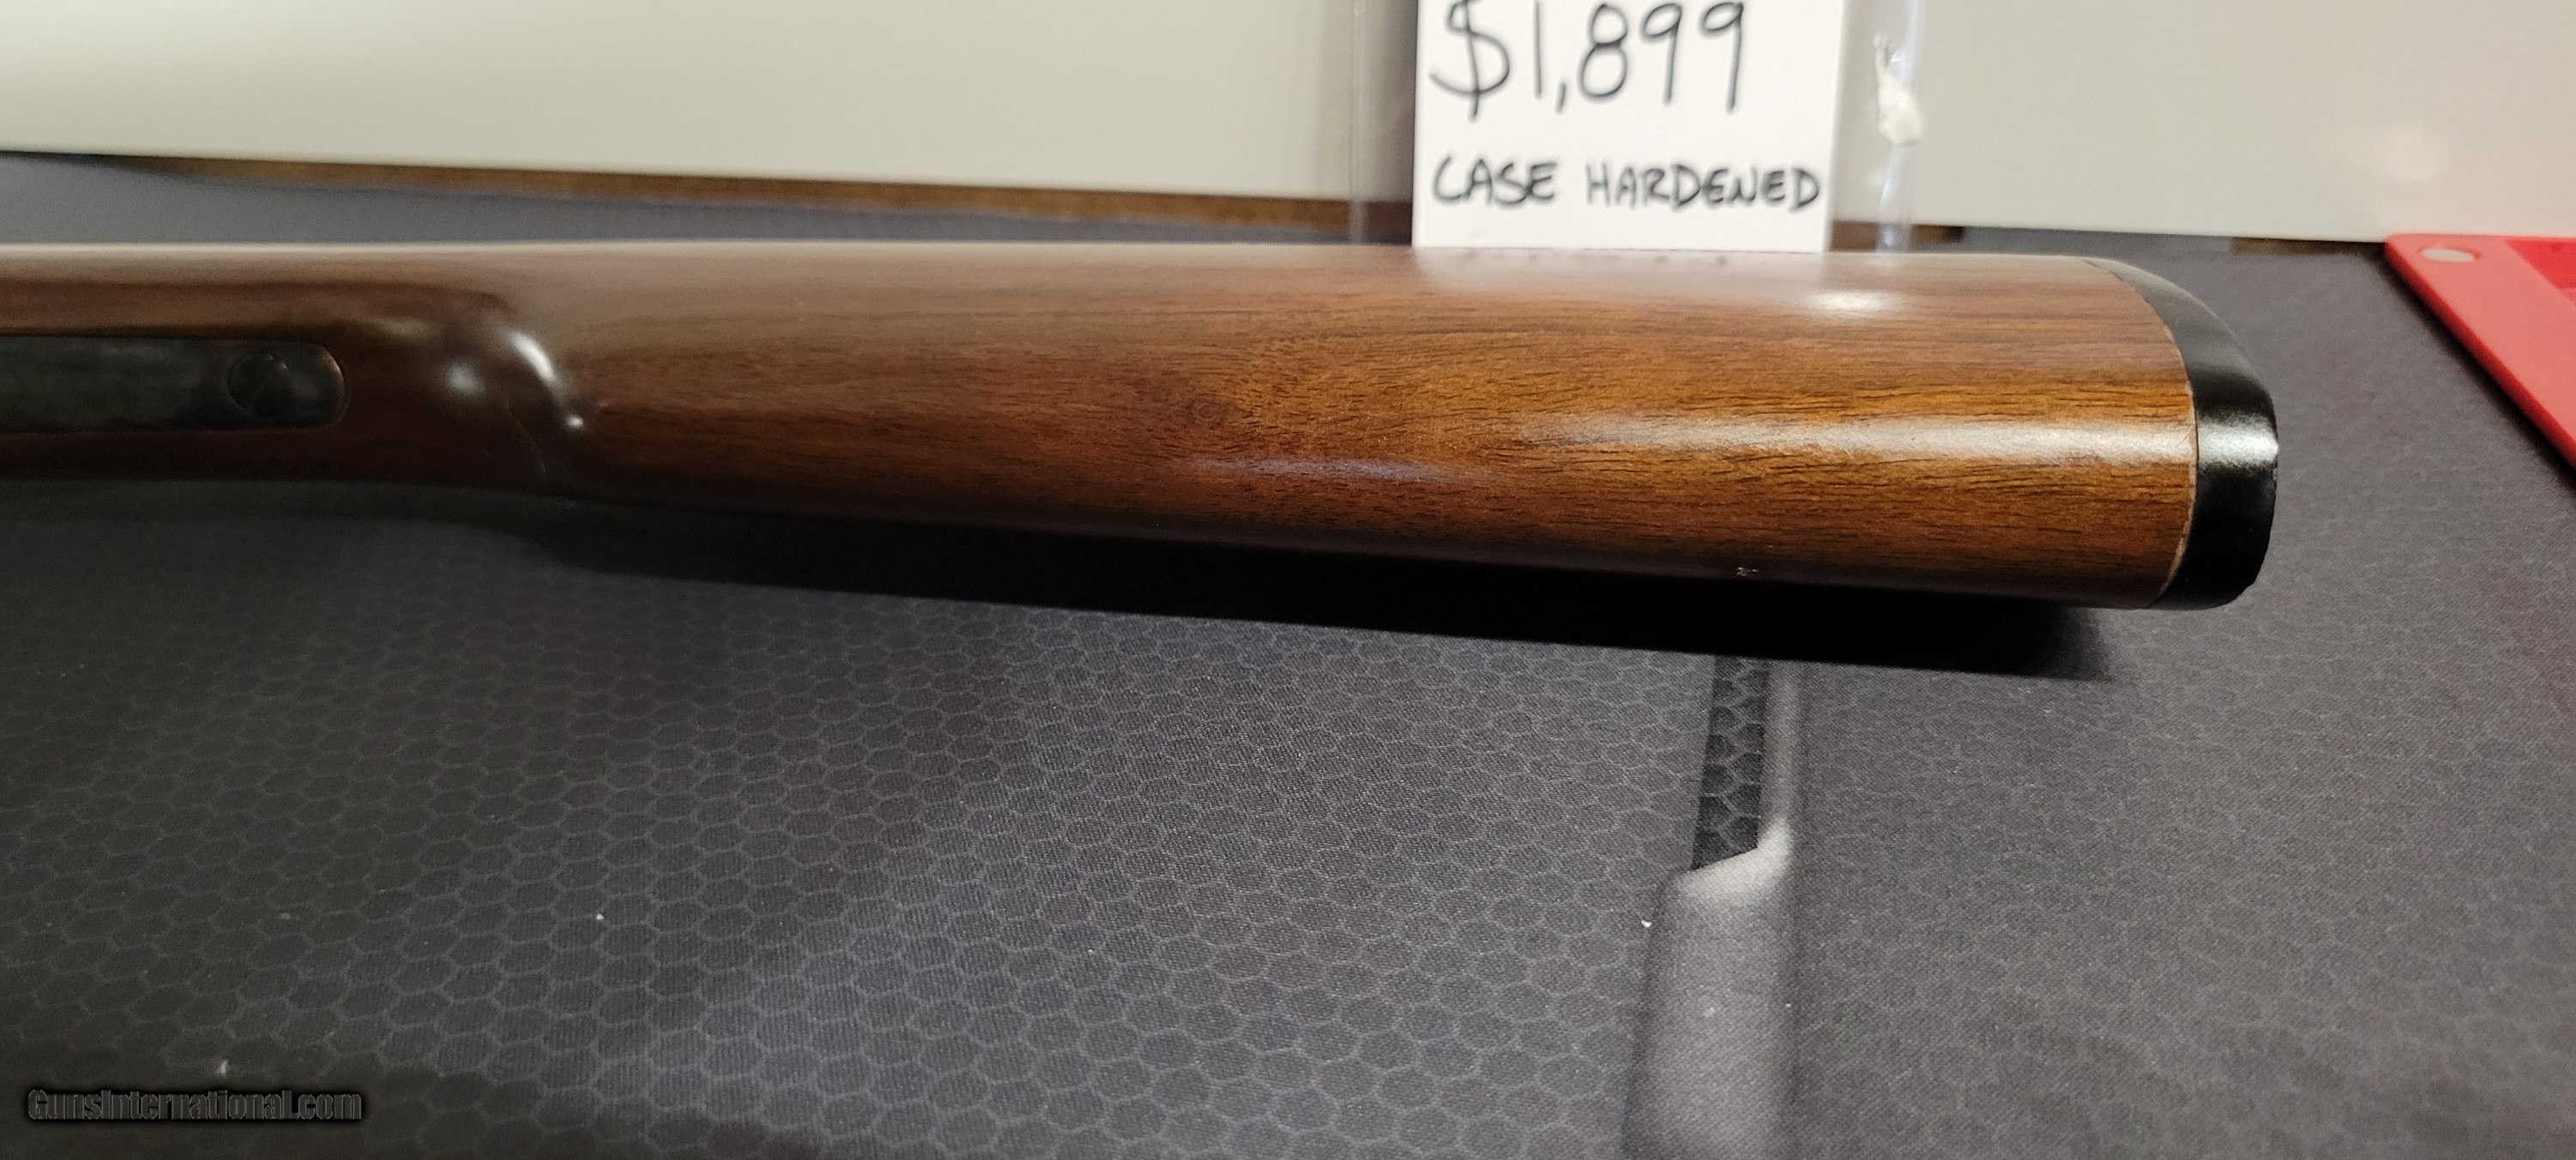 $1,899
CASE HARDENED
GunsInternational.com